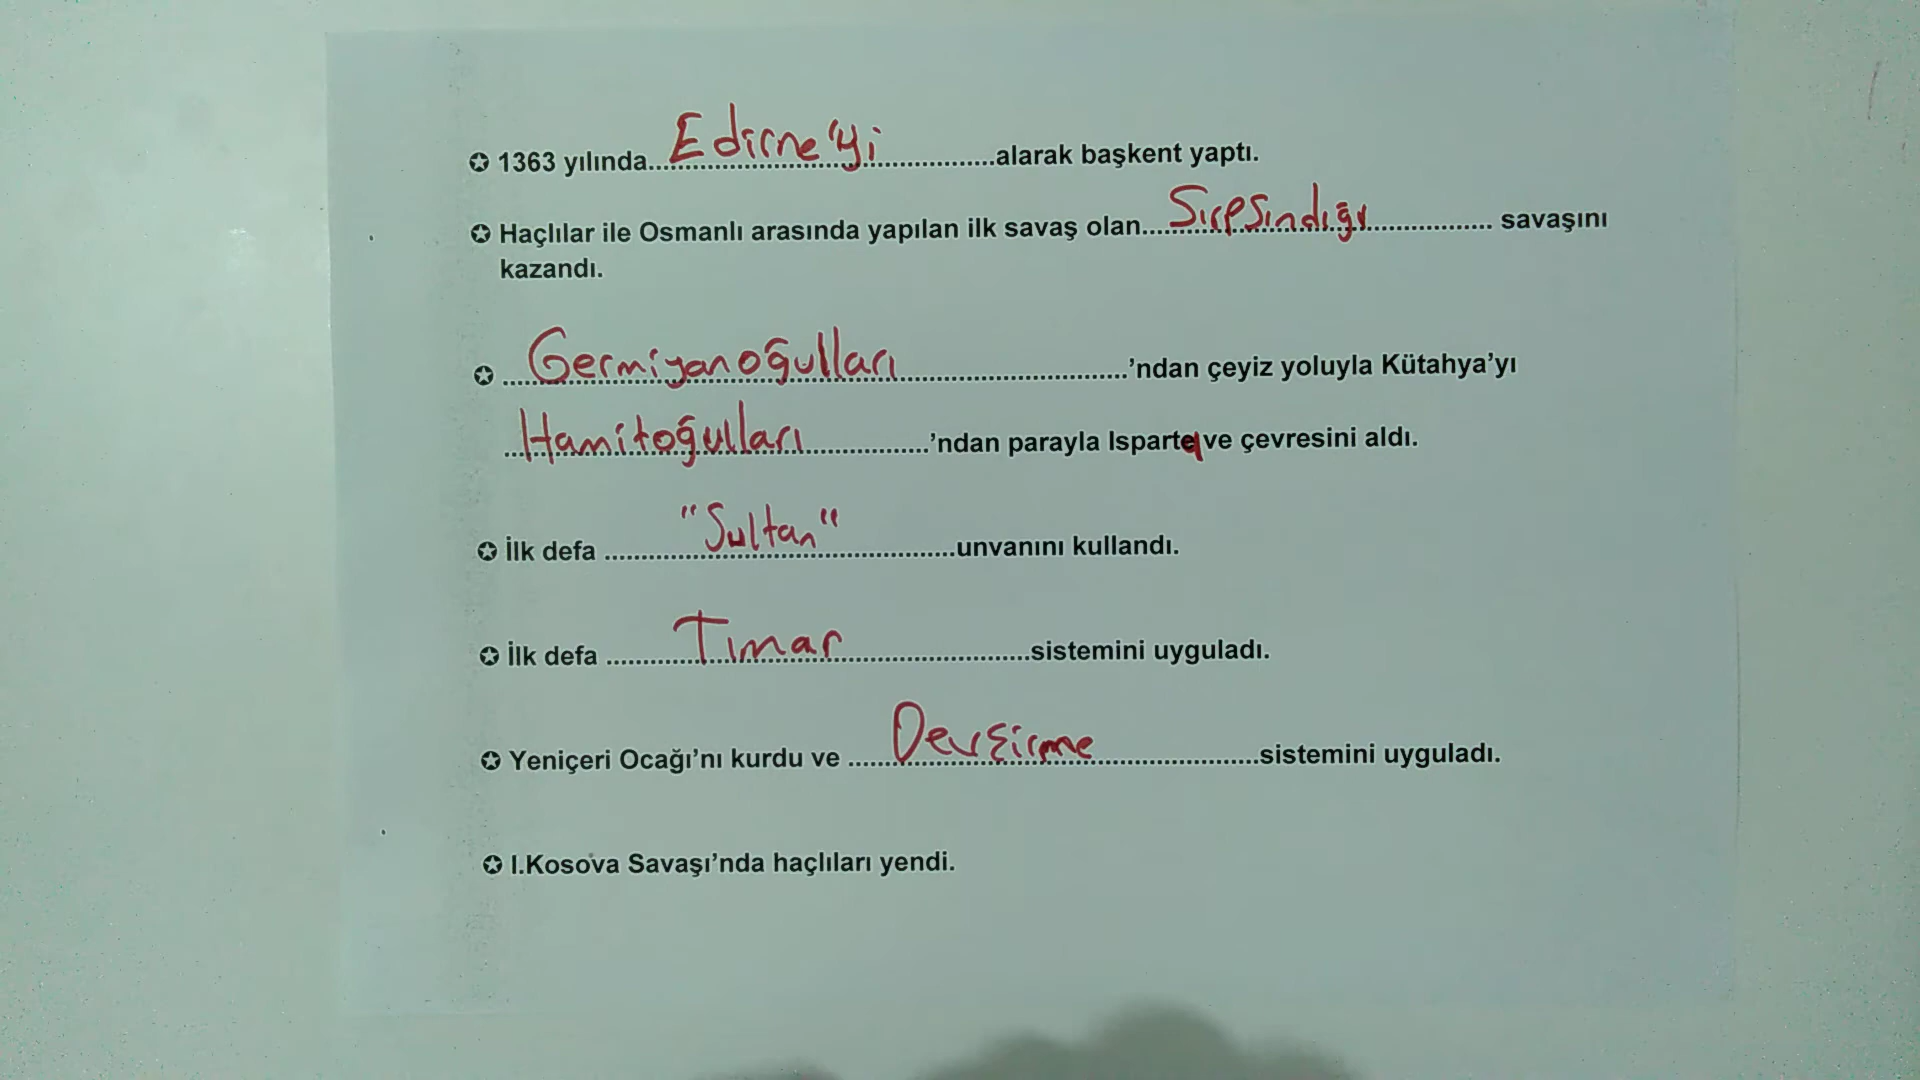 ✪ 1363 yılında..Edirne'yi..alarak başkent yaptı.
✪ Haçlılar ile Osmanlı arasında yapılan ilk savaş olan...Sırpsındığı... savaşını
kazandı.
✪ ...Germiyanoğulları...'ndan çeyiz yoluyla Kütahya'yı
...Hamitoğulları...'ndan parayla Isparta ve çevresini aldı.
✪ İlk defa ..."Sultan"...unvanını kullandı.
✪ İlk defa ...Tımar...sistemini uyguladı.
✪ Yeniçeri Ocağı'nı kurdu ve ...Devşirme...sistemini uyguladı.
✪ I.Kosova Savaşı'nda haçlıları yendi.